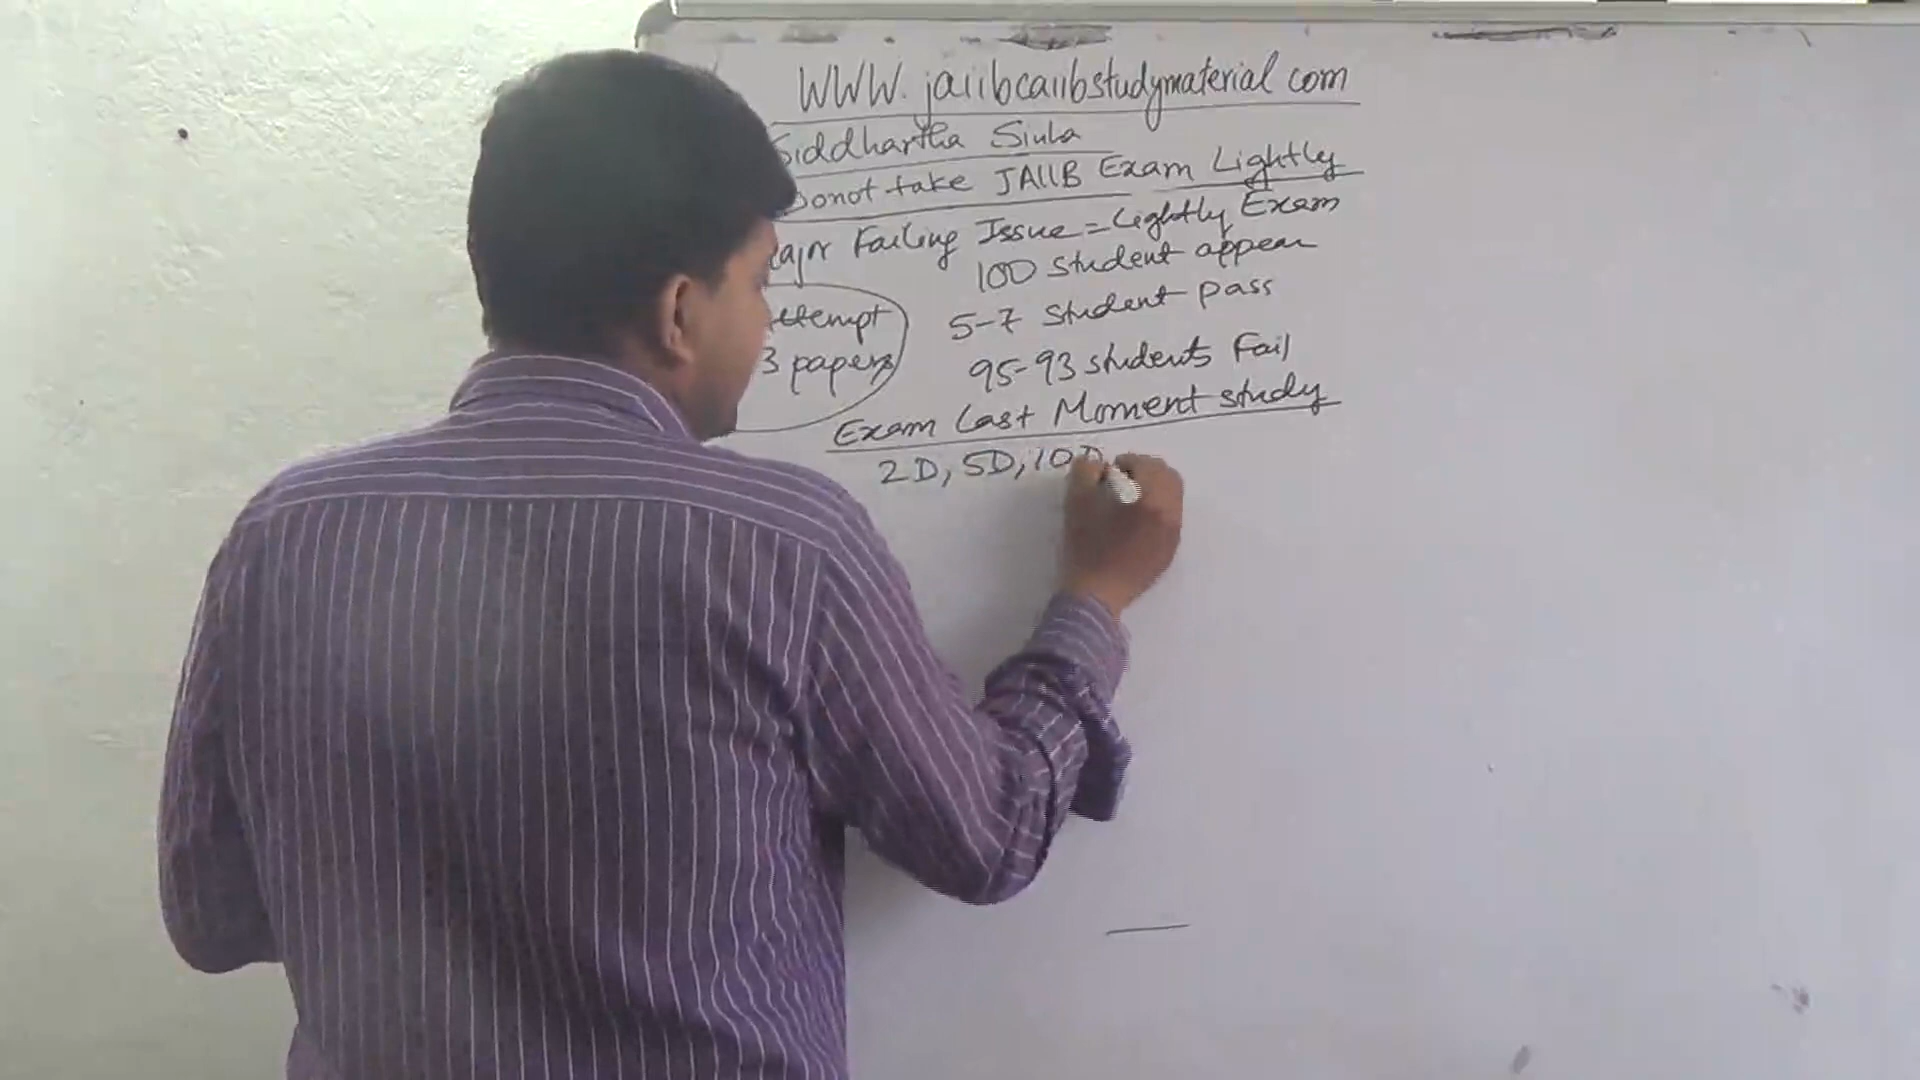 WWW. jaiibcaiibstudymaterial com
Siddhartha Sinha
Donot take JAIIB Exam Lightly
Major Failing Issue = Lightly Exam
100 student appear
attempt 5-7 student pass
3 papers 95-93 students Fail
Exam Last Moment study
2D, 5D, 10D,